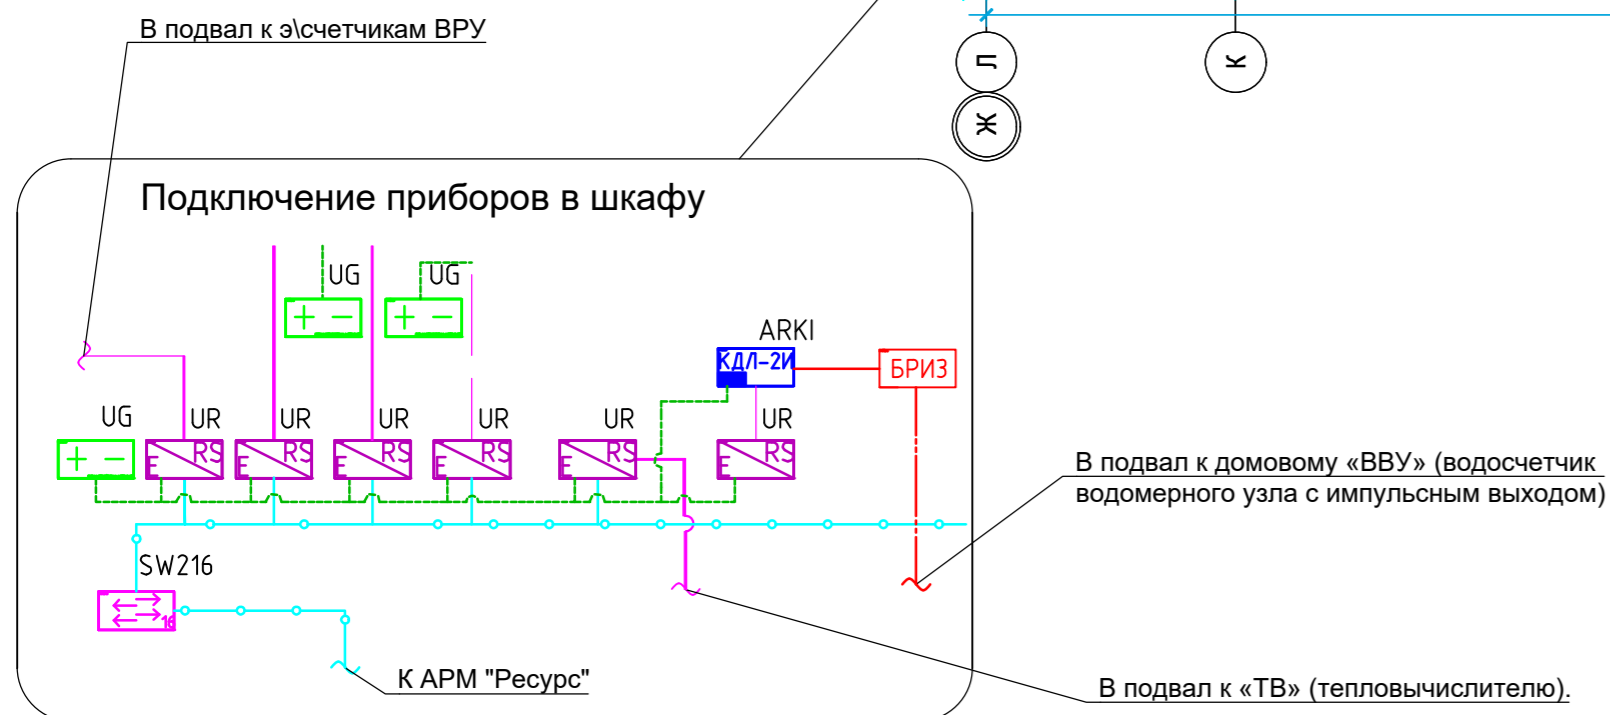 В подвал к э\счетчикам ВРУ
Л
К
Ж
Подключение приборов в шкафу
UG
UG
ARKI
КДЛ-2И
БРИЗ
UG
UR
UR
UR
UR
UR
UR
E RS
E RS
E RS
E RS
E RS
E RS
В подвал к домовому «ВВУ» (водосчетчик
водомерного узла с импульсным выходом)
SW216
16
К АРМ "Ресурс"
В подвал к «ТВ» (тепловычислителю).